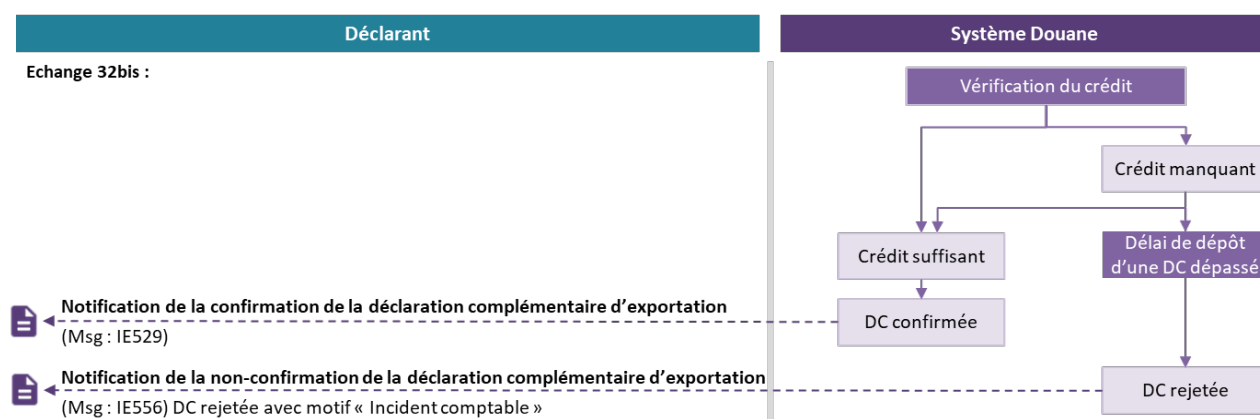 Déclarant
Système Douane
Echange 32bis :
Vérification du crédit
Crédit manquant
Crédit suffisant
Délai de dépôt
d'une DC dépassé
Notification de la confirmation de la déclaration complémentaire d'exportation
(Msg : IE529)
DC confirmée
Notification de la non-confirmation de la déclaration complémentaire d'exportation
(Msg : IE556) DC rejetée avec motif « Incident comptable »
DC rejetée